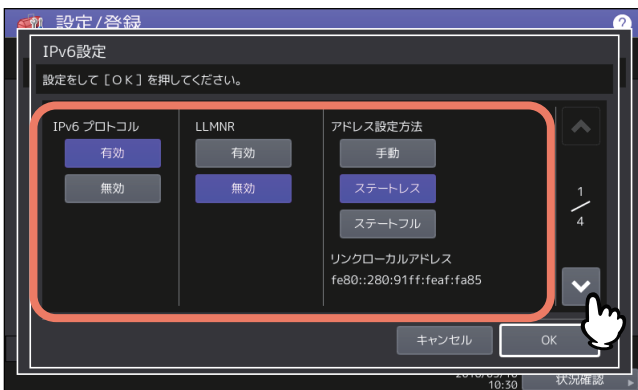 設定/登録
?
IPv6設定
設定をして［OK］を押してください。
IPv6 プロトコル
有効
無効
LLMNR
有効
無効
アドレス設定方法
手動
ステートレス
ステートフル
リンクローカルアドレス
fe80::280:91ff:feaf:fa85
1
4
キャンセル
OK
10:30
状況確認